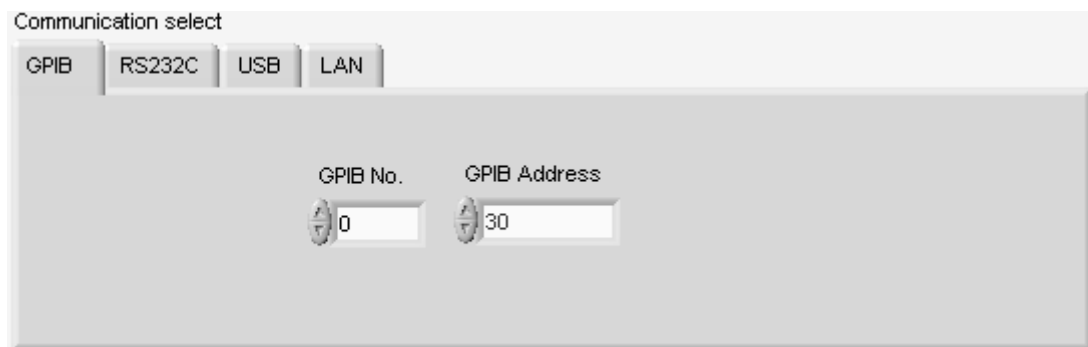 Communication select
GPIB RS232C USB LAN
GPIB No. GPIB Address
0 30